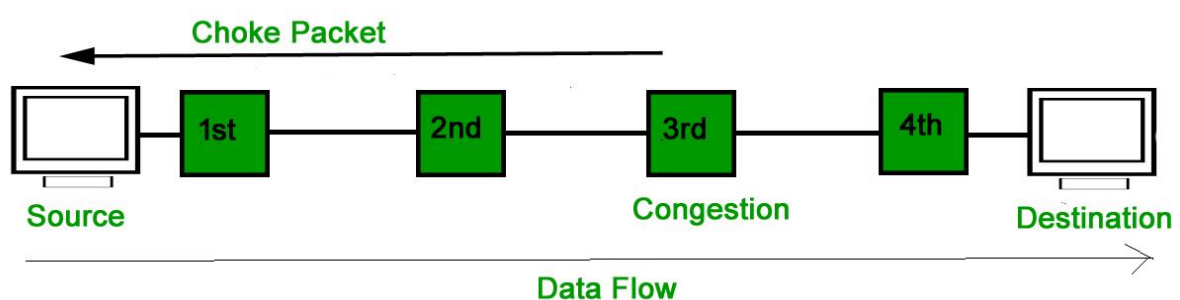 Choke Packet
1st
2nd
3rd
4th
Source
Congestion
Destination
Data Flow